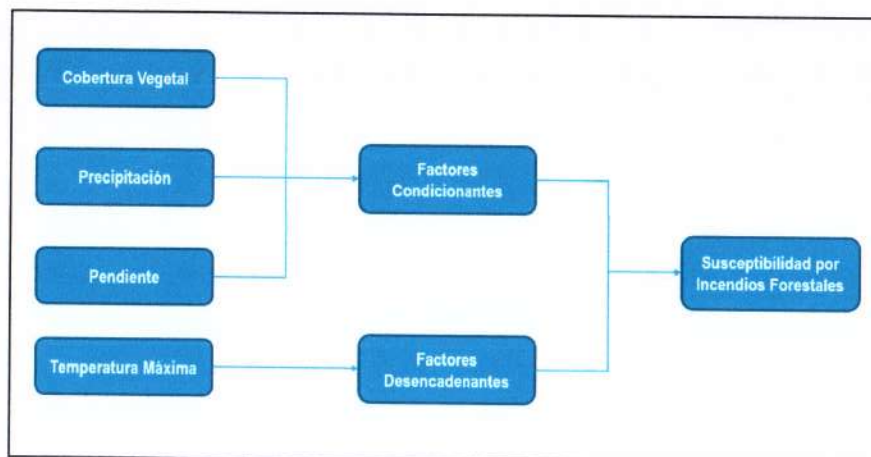 Cobertura Vegetal
Precipitación
Pendiente
Temperatura Máxima
Factores
Condicionantes
Factores
Desencadenantes
Susceptibilidad por
Incendios Forestales